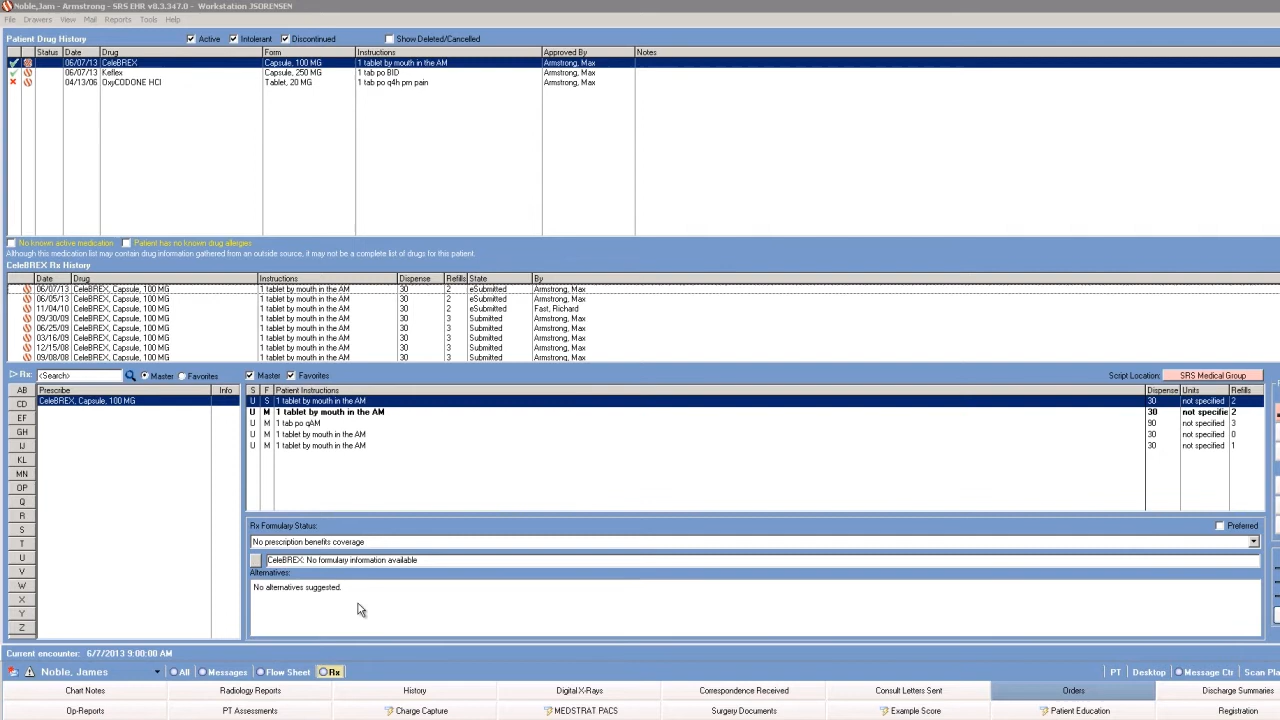 Noble,Jam - Armstrong - SRS EHR v8.3.347.0 - Workstation JSORENSEN
File Drawers View Mail Reports Tools Help
Patient Drug History Active Intolerant Discontinued Show Deleted/Cancelled
Status Date Drug Form Instructions Approved By Notes
06/07/13 CeleBREX Capsule, 100 MG 1 tablet by mouth in the AM Armstrong, Max
06/07/13 Keflex Capsule, 250 MG 1 tab po BID Armstrong, Max
04/13/06 OxyCODONE HCl Tablet, 20 MG 1 tab po q4h prn pain Armstrong, Max
No known active medication Patient has no known drug allergies
Although this medication list may contain drug information gathered from an outside source, it may not be a complete list of drugs for this patient.
CeleBREX Rx History
Date Drug Instructions Dispense Refills State By
06/07/13 CeleBREX, Capsule, 100 MG 1 tablet by mouth in the AM 30 2 eSubmitted Armstrong, Max
06/05/13 CeleBREX, Capsule, 100 MG 1 tablet by mouth in the AM 30 2 eSubmitted Armstrong, Max
11/04/10 CeleBREX, Capsule, 100 MG 1 tablet by mouth in the AM 30 2 eSubmitted Fast, Richard
09/30/09 CeleBREX, Capsule, 100 MG 1 tablet by mouth in the AM 30 3 Submitted Armstrong, Max
06/25/09 CeleBREX, Capsule, 100 MG 1 tablet by mouth in the AM 30 3 Submitted Armstrong, Max
03/16/09 CeleBREX, Capsule, 100 MG 1 tablet by mouth in the AM 30 3 Submitted Armstrong, Max
12/15/08 CeleBREX, Capsule, 100 MG 1 tablet by mouth in the AM 30 3 Submitted Armstrong, Max
09/08/08 CeleBREX, Capsule, 100 MG 1 tablet by mouth in the AM 30 3 Submitted Armstrong, Max
Rx: <Search> Master Favorites Master Favorites Script Location: SRS Medical Group
AB Prescribe Info S F Patient Instructions Dispense Units Refills
CeleBREX, Capsule, 100 MG U S 1 tablet by mouth in the AM 30 not specified 2
CD U M 1 tablet by mouth in the AM 30 not specifie 2
EF U M 1 tab po qAM 90 not specified 3
GH U M 1 tablet by mouth in the AM 30 not specified 0
IJ U M 1 tablet by mouth in the AM 30 not specified 1
KL
MN
OP
Q
R
S
T
U
V
W
X
Y
Z
Rx Formulary Status: Preferred
No prescription benefits coverage
CeleBREX: No formulary information available
Alternatives:
No alternatives suggested.
Current encounter: 6/7/2013 9:00:00 AM
Noble, James All Messages Flow Sheet Rx PT Desktop Message Ctr Scan Pla
Chart Notes Radiology Reports History Digital X-Rays Correspondence Received Consult Letters Sent Orders Discharge Summaries
Op-Reports PT Assessments Charge Capture MEDSTRAT PACS Surgery Documents Example Score Patient Education Registration